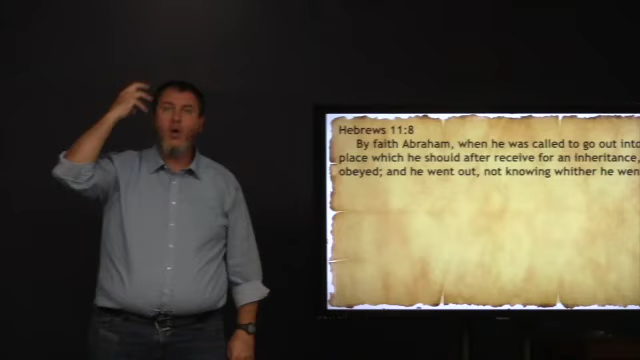 Hebrews 11:8
By faith Abraham, when he was called to go out into
place which he should after receive for an inheritance,
obeyed; and he went out, not knowing whither he wen